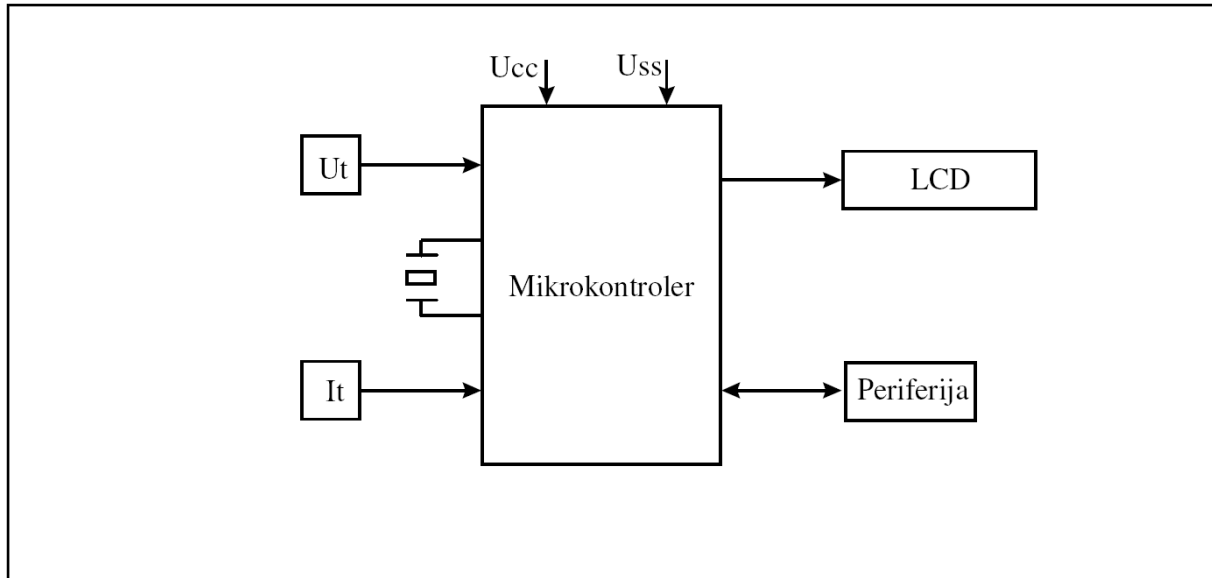 Ucc
Uss
Ut
LCD
Mikrokontroler
It
Periferija